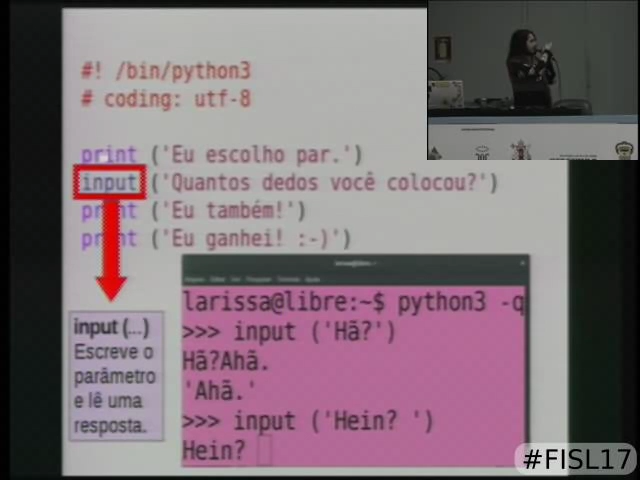 #! /bin/python3
# coding: utf-8
print ('Eu escolho par.')
input ('Quantos dedos você colocou?')
print ('Eu também!')
print ('Eu ganhei! :-)')
input (...)
Escreve o
parâmetro
e lê uma
resposta.
larissa@libre:~$ python3 -q
>>> input ('Hã?')
Hã?Ahã.
'Ahã.'
>>> input ('Hein? ')
Hein?
#FISL17